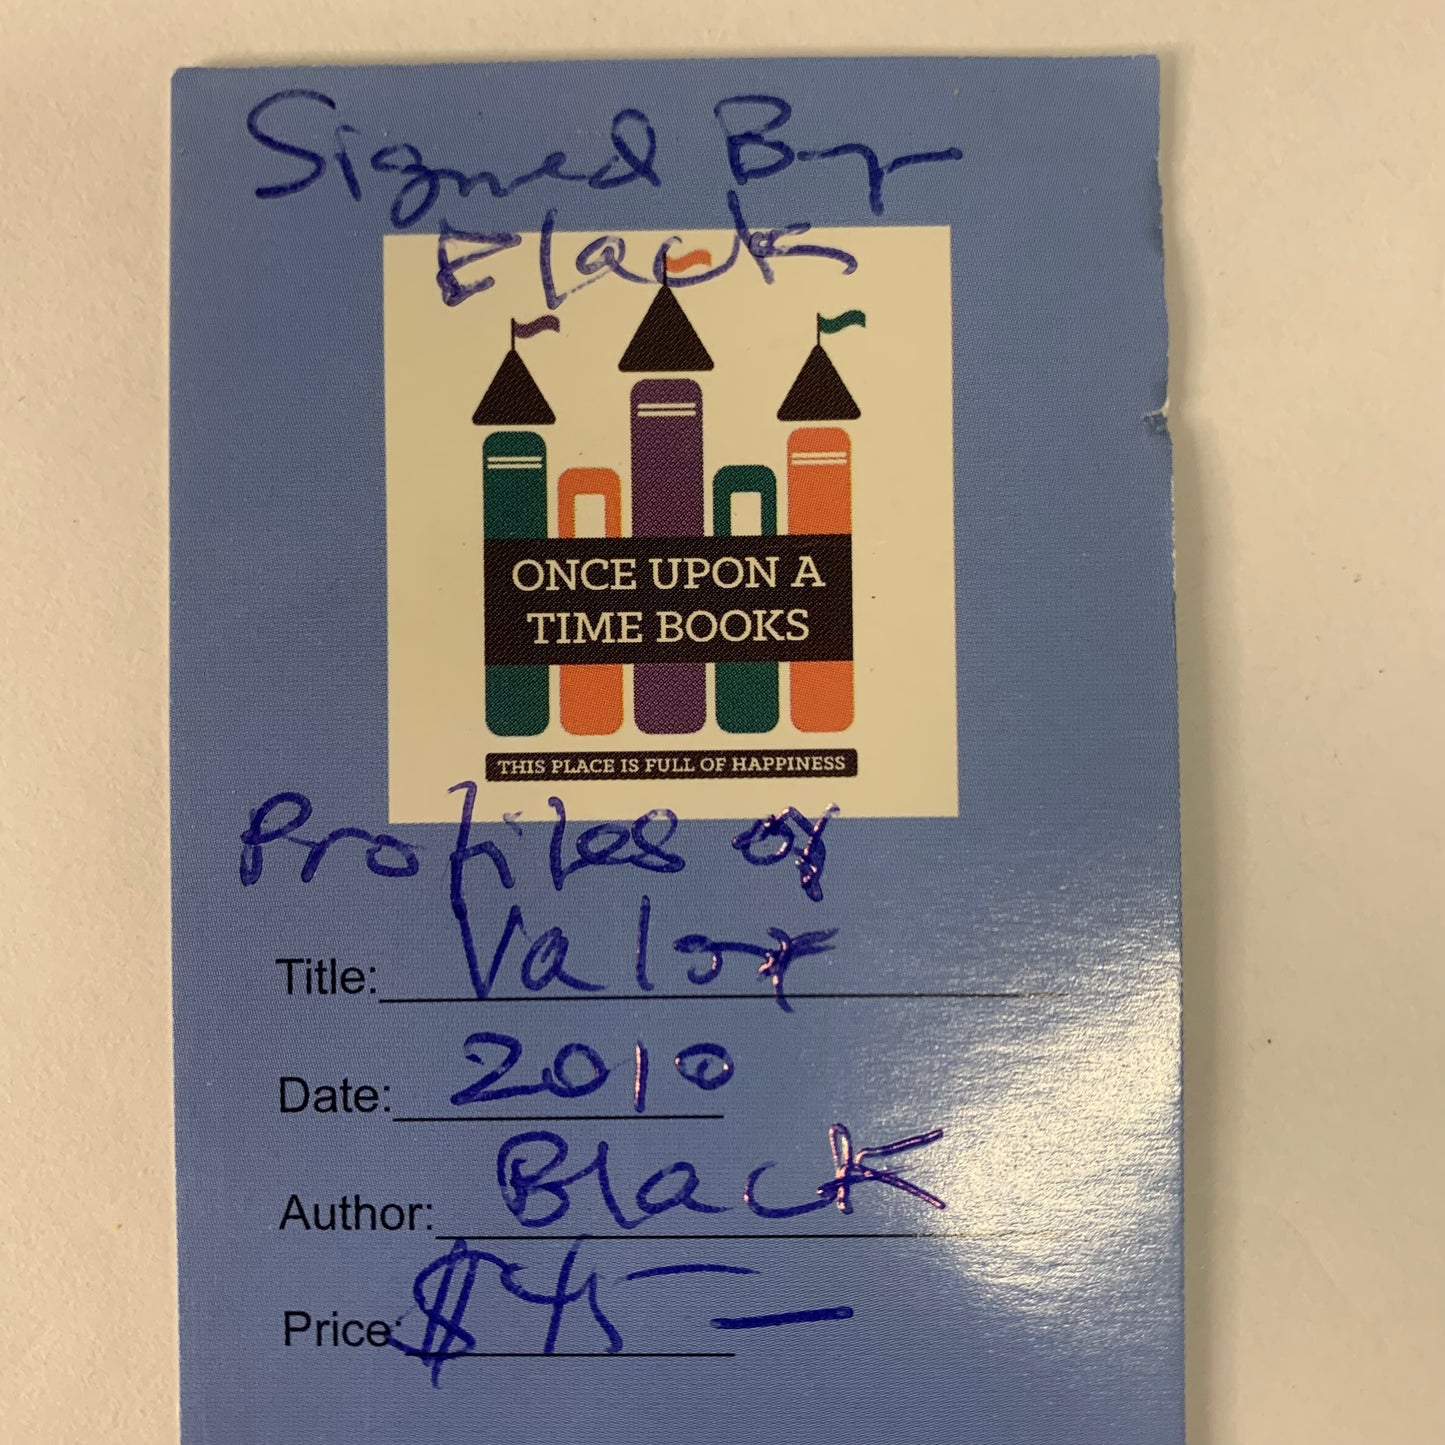 Signed By
Black
ONCE UPON A
TIME BOOKS
THIS PLACE IS FULL OF HAPPINESS
Profiles of
Title: Valor
Date: 2010
Author: Black
Price: $45—